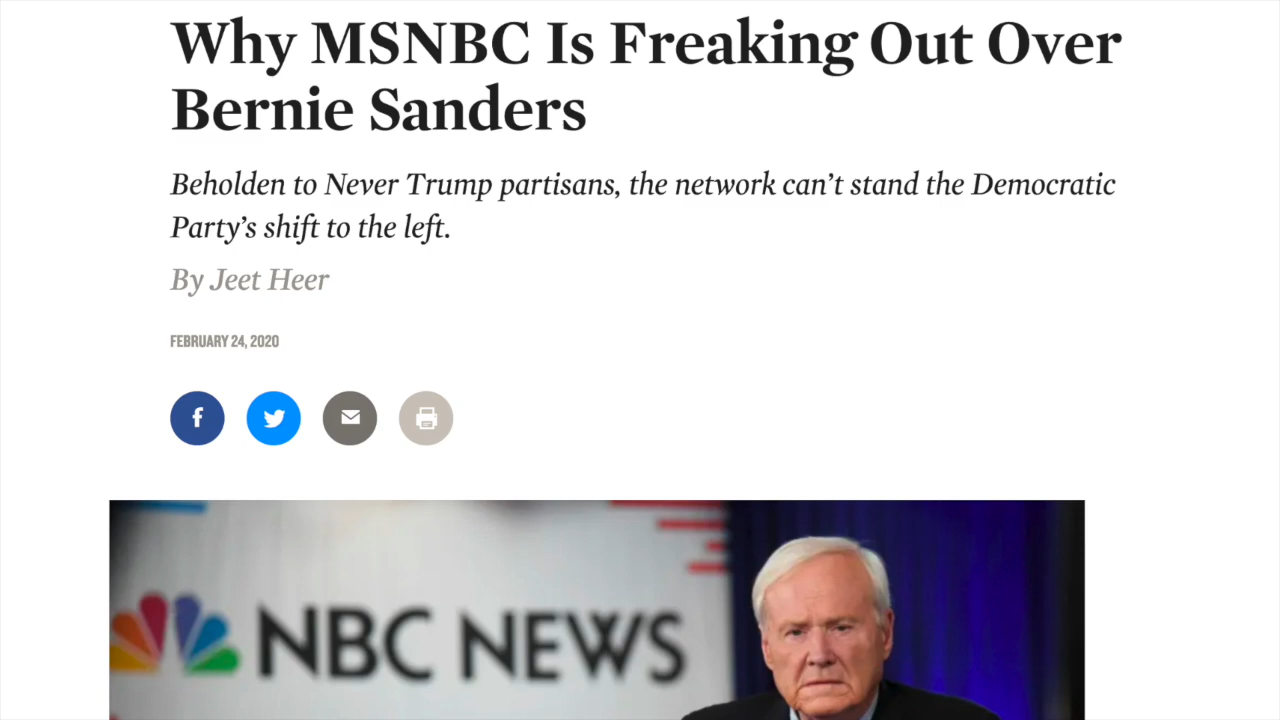 Why MSNBC Is Freaking Out Over
Bernie Sanders
Beholden to Never Trump partisans, the network can’t stand the Democratic
Party’s shift to the left.
By Jeet Heer
FEBRUARY 24, 2020
f
NBC NEWS